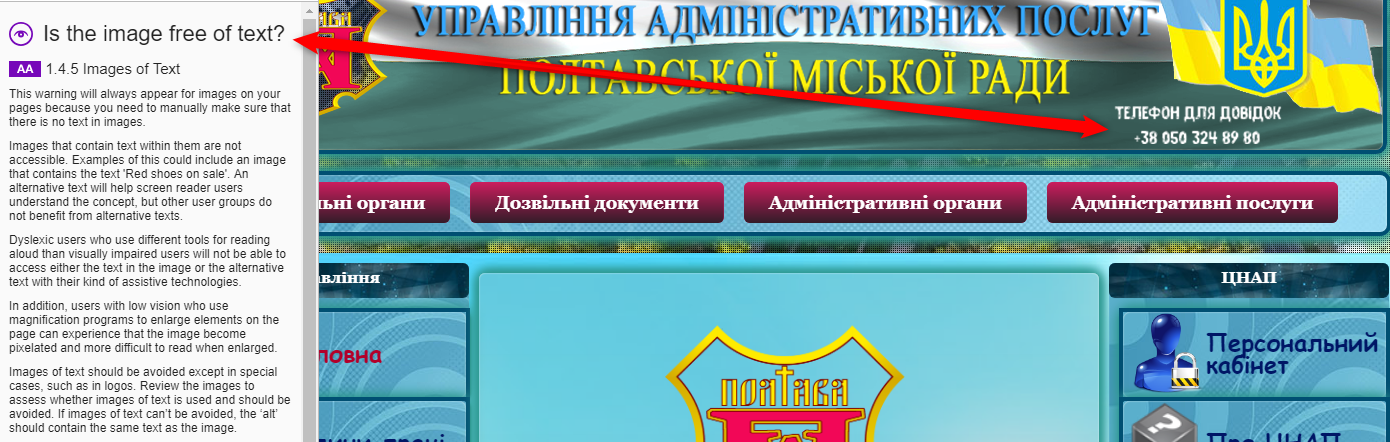 Is the image free of text?
AA 1.4.5 Images of Text
This warning will always appear for images on your
pages because you need to manually make sure that
there is no text in images.
Images that contain text within them are not
accessible. Examples of this could include an image
that contains the text 'Red shoes on sale'. An
alternative text will help screen reader users
understand the concept, but other user groups do
not benefit from alternative texts.
Dyslexic users who use different tools for reading
aloud than visually impaired users will not be able to
access either the text in the image or the alternative
text with their kind of assistive technologies.
In addition, users with low vision who use
magnification programs to enlarge elements on the
page can experience that the image become
pixelated and more difficult to read when enlarged.
Images of text should be avoided except in special
cases, such as in logos. Review the images to
assess whether images of text is used and should be
avoided. If images of text can't be avoided, the 'alt'
should contain the same text as the image.
УПРАВЛІННЯ АДМІНІСТРАТИВНИХ ПОСЛУГ
ПОЛТАВСЬКОЇ МІСЬКОЇ РАДИ
ТЕЛЕФОН ДЛЯ ДОВІДОК
+38 050 324 89 80
льні органи Дозвільні документи Адміністративні органи Адміністративні послуги
авління
ловна
ПОЛТАВА
ЦНАП
Персональний
кабінет
Про ЦНАП